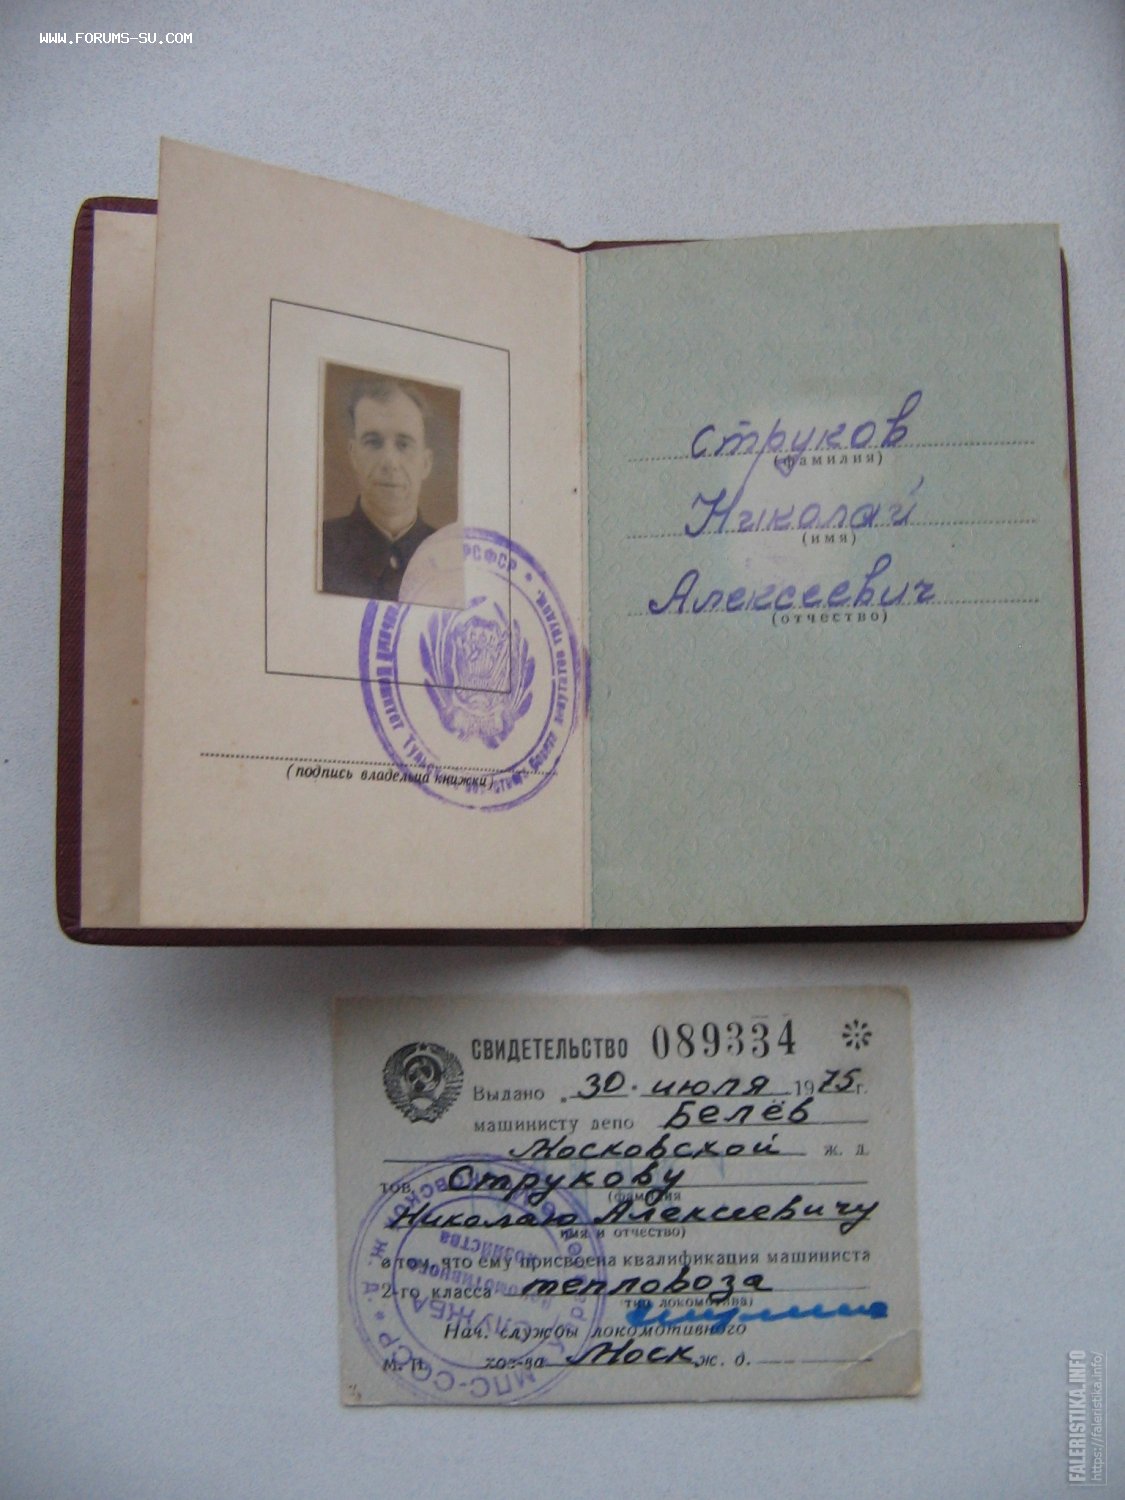 WWW.FORUMS-SU.COM
РСФСР
(подпись владельца книжки)
Струков
(фамилия)
Николай
(имя)
Алексеевич
(отчество)
СВИДЕТЕЛЬСТВО 089334
Выдано 30 июля 1975 г.
машинисту депо Белёв
Московской ж. д.
тов. Струкову
(фамилия
Николаю Алексеевичу
имя и отчество)
в том, что ему присвоена квалификация машиниста
2-го класса тепловоза
(тип локомотива)
Нач. службы локомотивного
М. П. хоз-ва Моск ж. д.
МПС-СССР
СЛУЖБА
FALERISTIKA.INFO
https://faleristika.info/